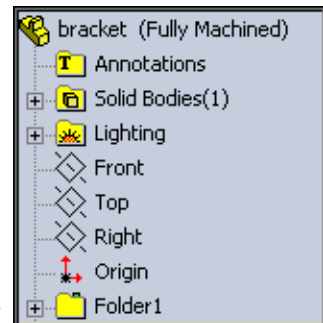 bracket (Fully Machined)
Annotations
Solid Bodies(1)
Lighting
Front
Top
Right
Origin
Folder1